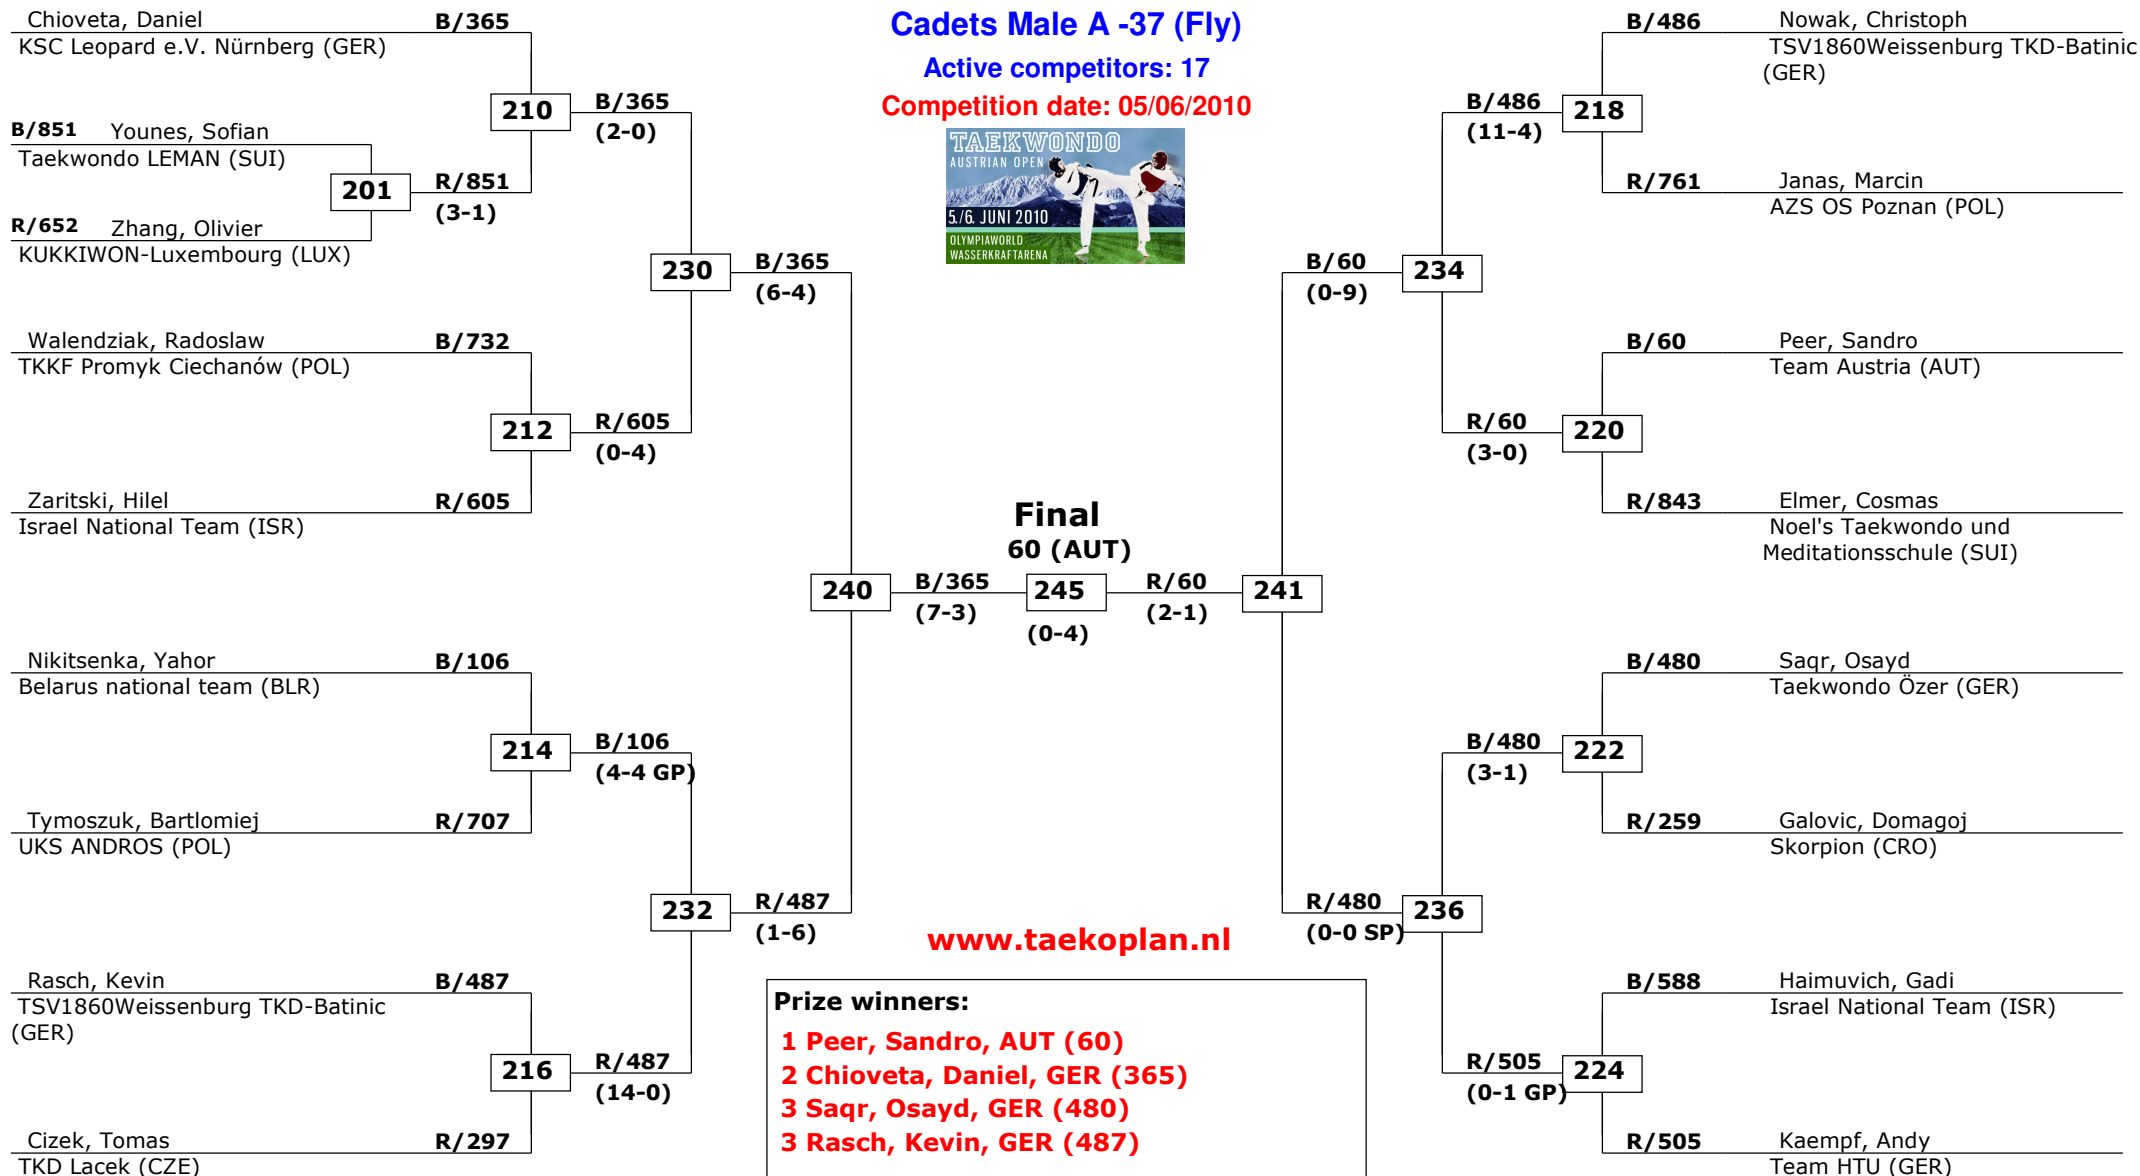 Cadets Male A -37 (Fly)
Active competitors: 17
Competition date: 05/06/2010
TAEKWONDO
AUSTRIAN OPEN
5./6. JUNI 2010
OLYMPIAWORLD
WASSERKRAFTARENA
Chioveta, Daniel B/365
KSC Leopard e.V. Nürnberg (GER)
210
B/365
(2-0)
B/851 Younes, Sofian
Taekwondo LEMAN (SUI)
201
R/851
(3-1)
R/652 Zhang, Olivier
KUKKIWON-Luxembourg (LUX)
230
B/365
(6-4)
Walendziak, Radoslaw B/732
TKKF Promyk Ciechanów (POL)
212
R/605
(0-4)
Zaritski, Hilel R/605
Israel National Team (ISR)
240
B/365
(7-3)
Nikitsenka, Yahor B/106
Belarus national team (BLR)
214
B/106
(4-4 GP)
Tymoszuk, Bartlomiej R/707
UKS ANDROS (POL)
232
R/487
(1-6)
Rasch, Kevin B/487
TSV1860Weissenburg TKD-Batinic
(GER)
216
R/487
(14-0)
Cizek, Tomas R/297
TKD Lacek (CZE)
Final
60 (AUT)
245
(0-4)
R/60
(2-1)
241
B/486 Nowak, Christoph
TSV1860Weissenburg TKD-Batinic
(GER)
B/486
(11-4)
218
R/761 Janas, Marcin
AZS OS Poznan (POL)
B/60
(0-9)
234
B/60 Peer, Sandro
Team Austria (AUT)
R/60
(3-0)
220
R/843 Elmer, Cosmas
Noel's Taekwondo und
Meditationsschule (SUI)
B/480 Saqr, Osayd
Taekwondo Özer (GER)
B/480
(3-1)
222
R/259 Galovic, Domagoj
Skorpion (CRO)
R/480
(0-0 SP)
236
B/588 Haimuvich, Gadi
Israel National Team (ISR)
R/505
(0-1 GP)
224
R/505 Kaempf, Andy
Team HTU (GER)
www.taekoplan.nl
Prize winners:
1 Peer, Sandro, AUT (60)
2 Chioveta, Daniel, GER (365)
3 Saqr, Osayd, GER (480)
3 Rasch, Kevin, GER (487)